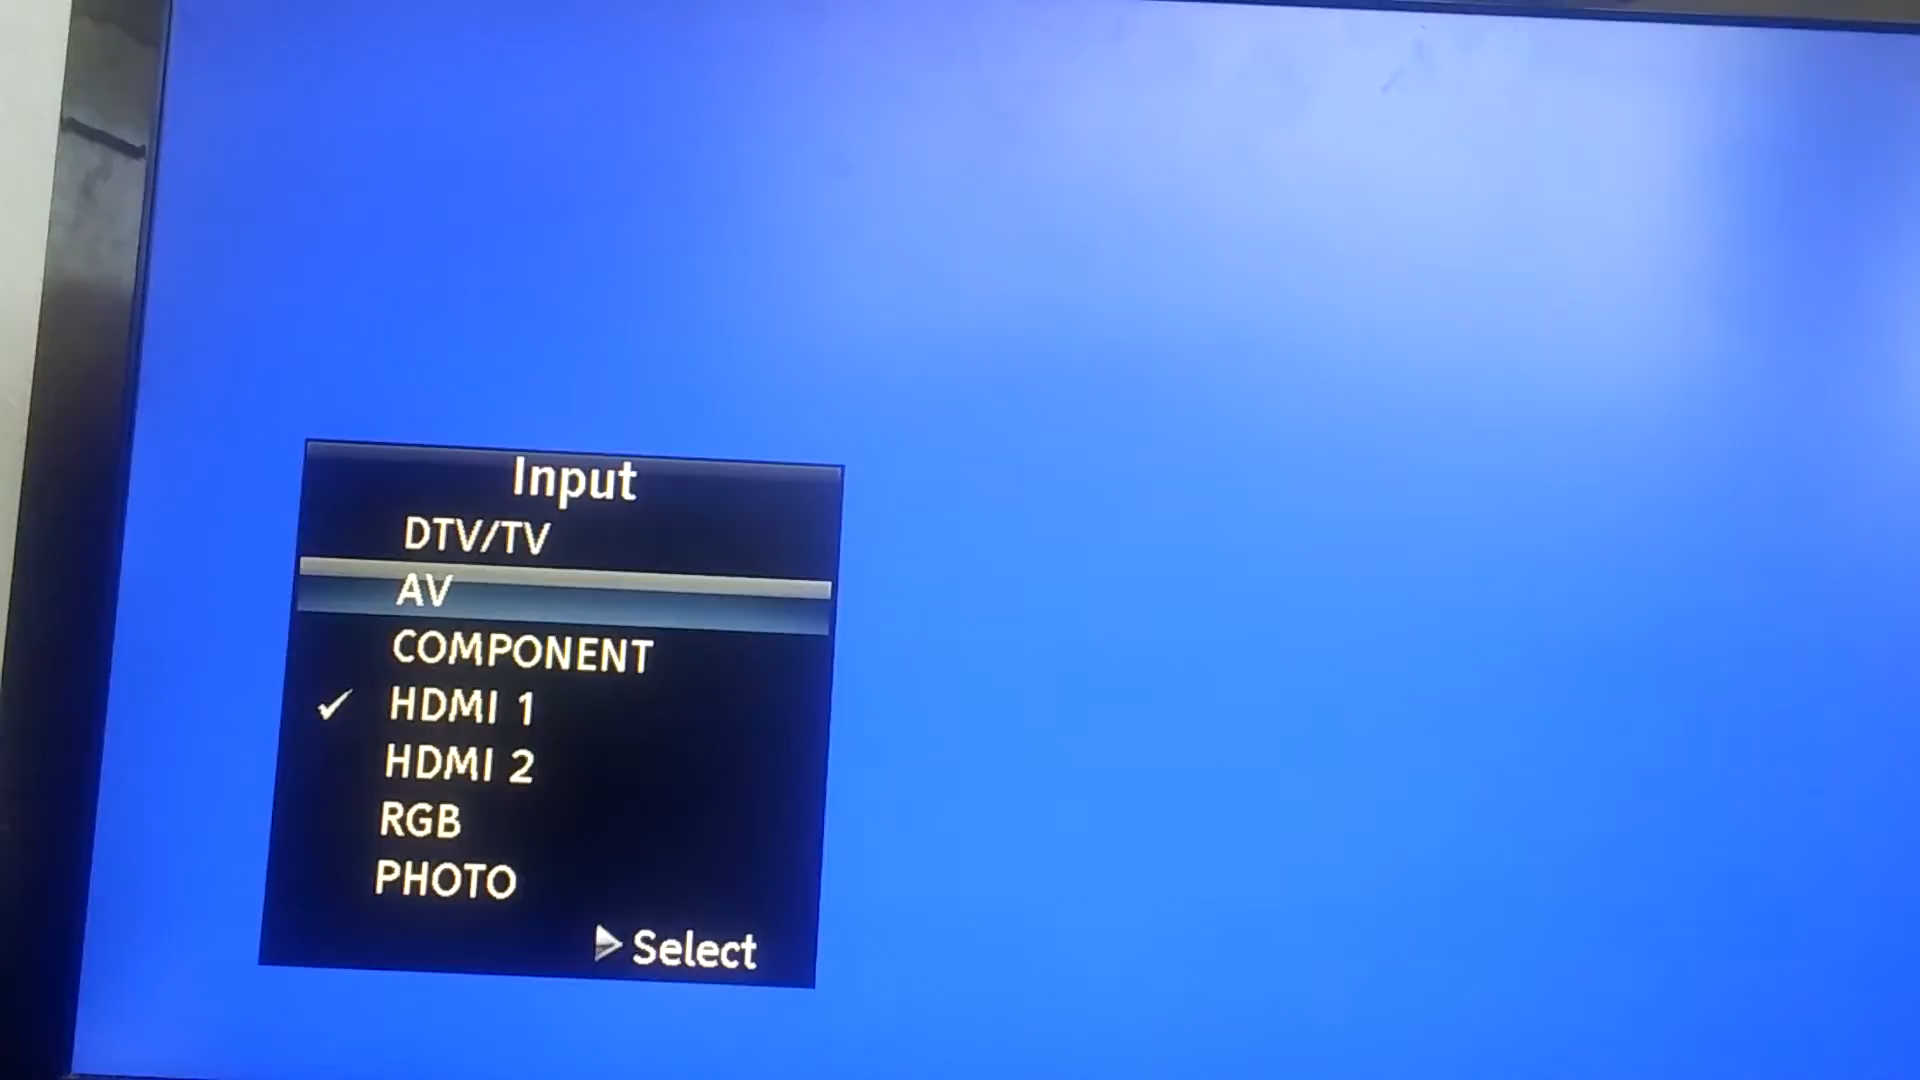 Input
DTV/TV
AV
COMPONENT
HDMI 1
HDMI 2
RGB
PHOTO
Select